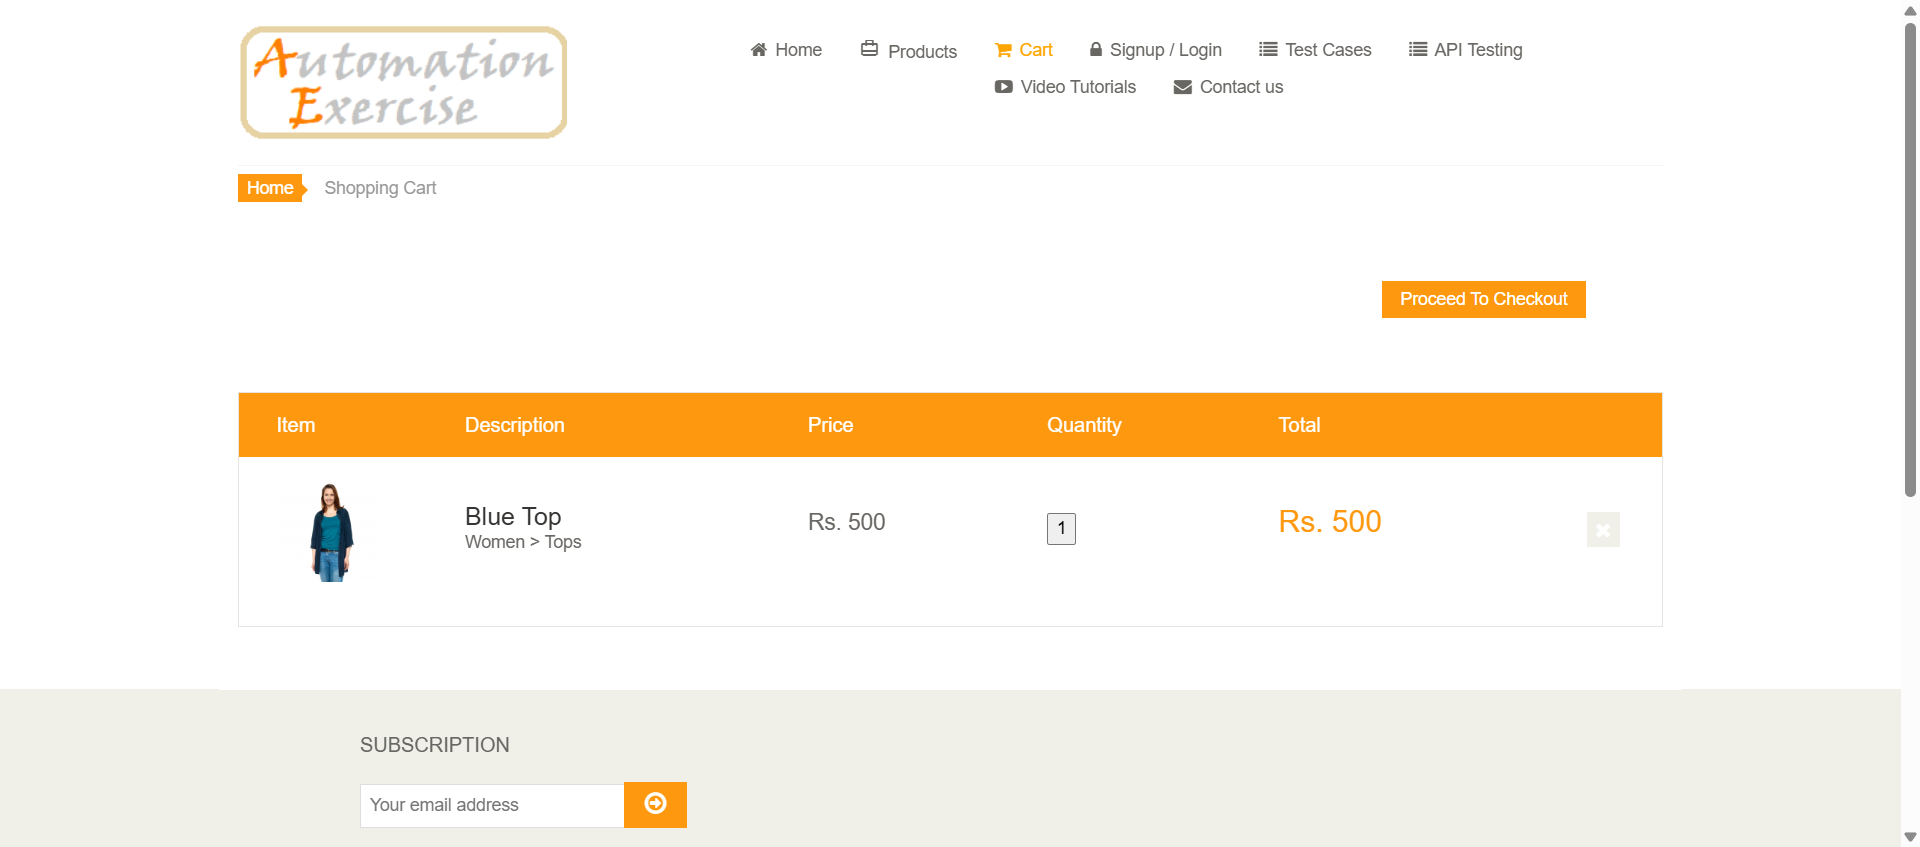 Automation
Exercise
Home
Products
Cart
Signup / Login
Test Cases
API Testing
Video Tutorials
Contact us
Home
Shopping Cart
Proceed To Checkout
Item Description Price Quantity Total
Blue Top
Women > Tops
Rs. 500
1
Rs. 500
SUBSCRIPTION
Your email address